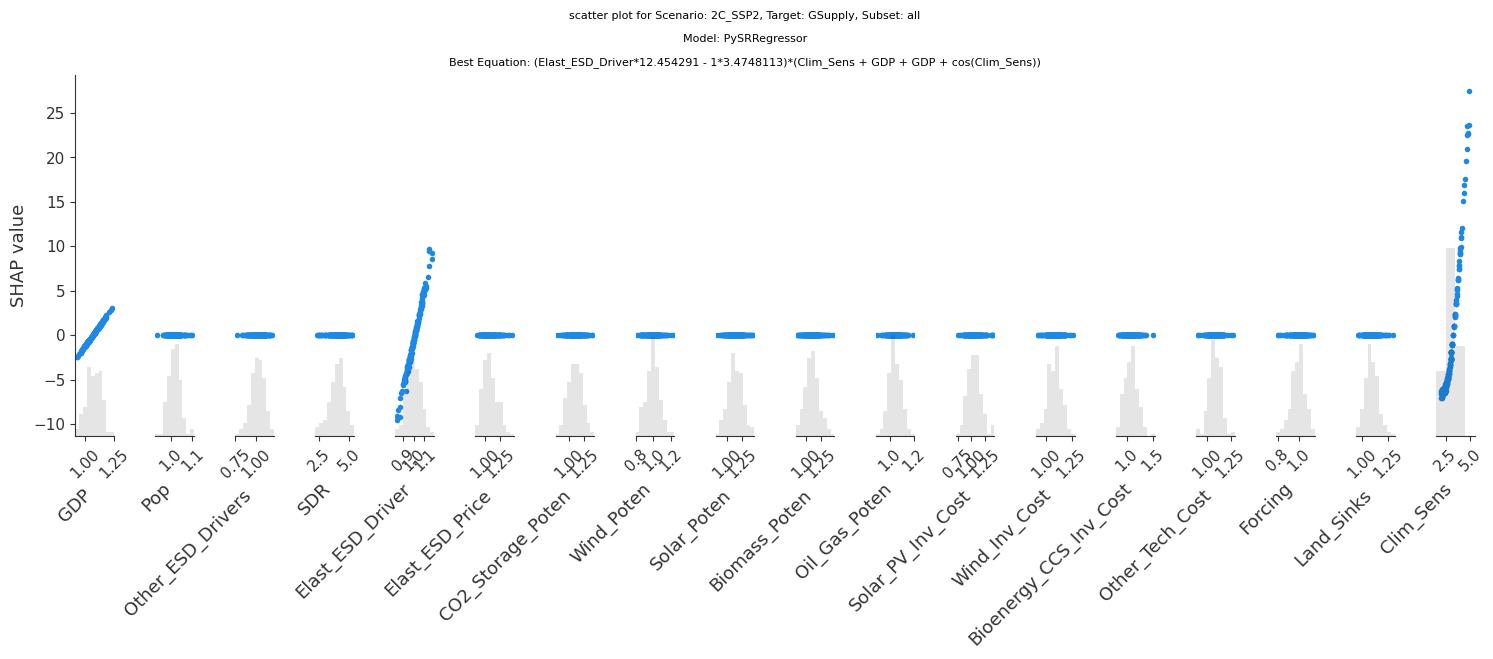 scatter plot for Scenario: 2C_SSP2, Target: GSupply, Subset: all
Model: PySRRegressor
Best Equation: (Elast_ESD_Driver*12.454291 - 1*3.4748113)*(Clim_Sens + GDP + GDP + cos(Clim_Sens))
SHAP value
25
20
15
10
5
0
−5
−10
1.00 1.25
1.0 1.1
0.75 1.00
2.5 5.0
0.9 1.0 1.1
1.00 1.25
1.00 1.25
0.8 1.0 1.2
1.00 1.25
1.00 1.25
1.0 1.2
0.75 1.00 1.25
1.00 1.25
1.0 1.5
1.00 1.25
0.8 1.0
1.00 1.25
2.5 5.0
GDP
Pop
Other_ESD_Drivers
SDR
Elast_ESD_Driver
Elast_ESD_Price
CO2_Storage_Poten
Wind_Poten
Solar_Poten
Biomass_Poten
Oil_Gas_Poten
Solar_PV_Inv_Cost
Wind_Inv_Cost
Bioenergy_CCS_Inv_Cost
Other_Tech_Cost
Forcing
Land_Sinks
Clim_Sens